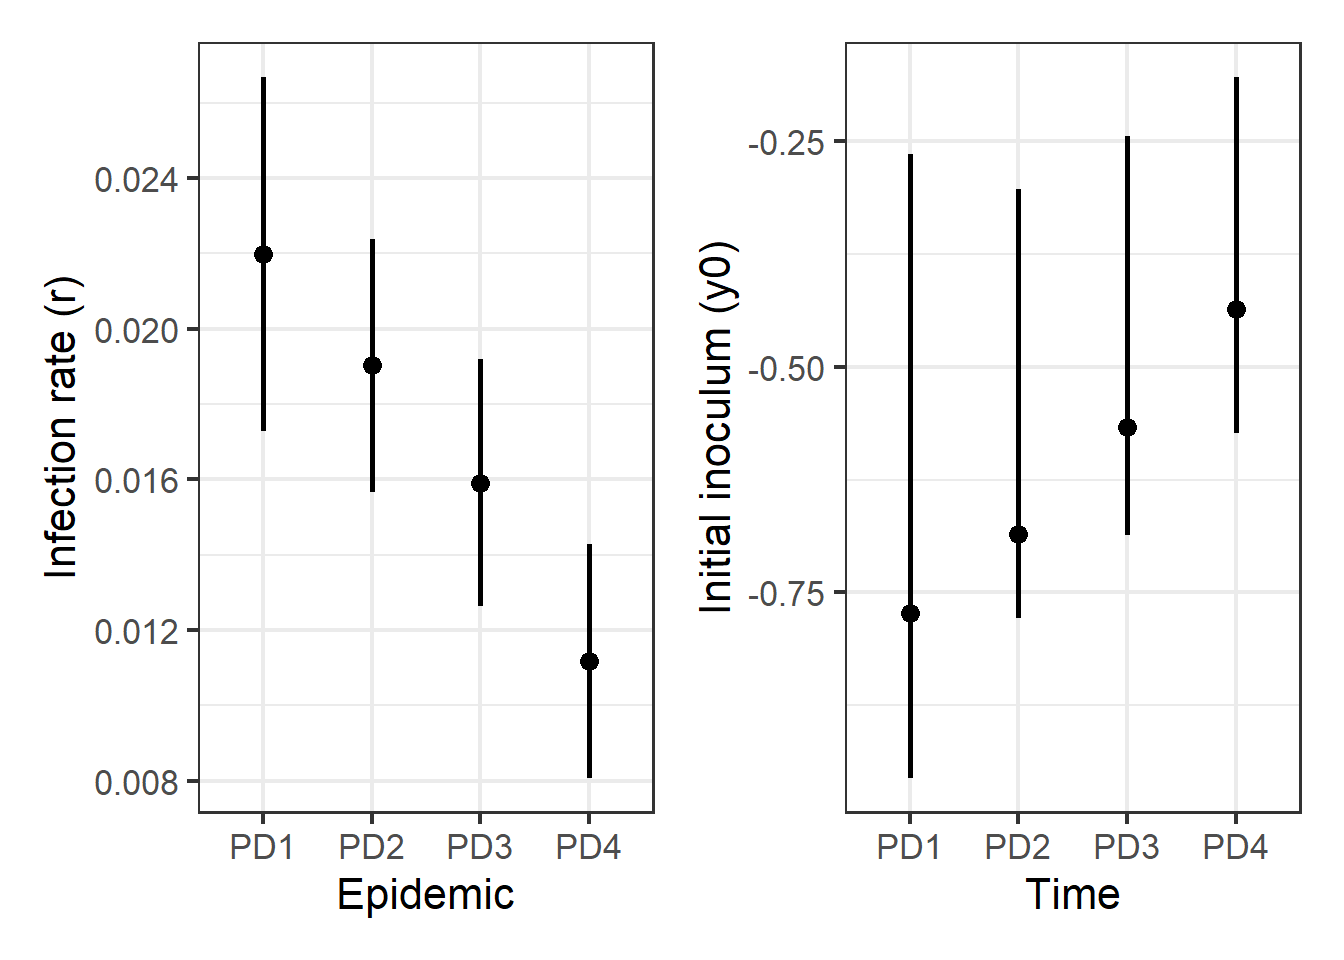 Infection rate (r)
0.024
0.020
0.016
0.012
0.008
PD1 PD2 PD3 PD4
Epidemic
Initial inoculum (y0)
-0.25
-0.50
-0.75
PD1 PD2 PD3 PD4
Time